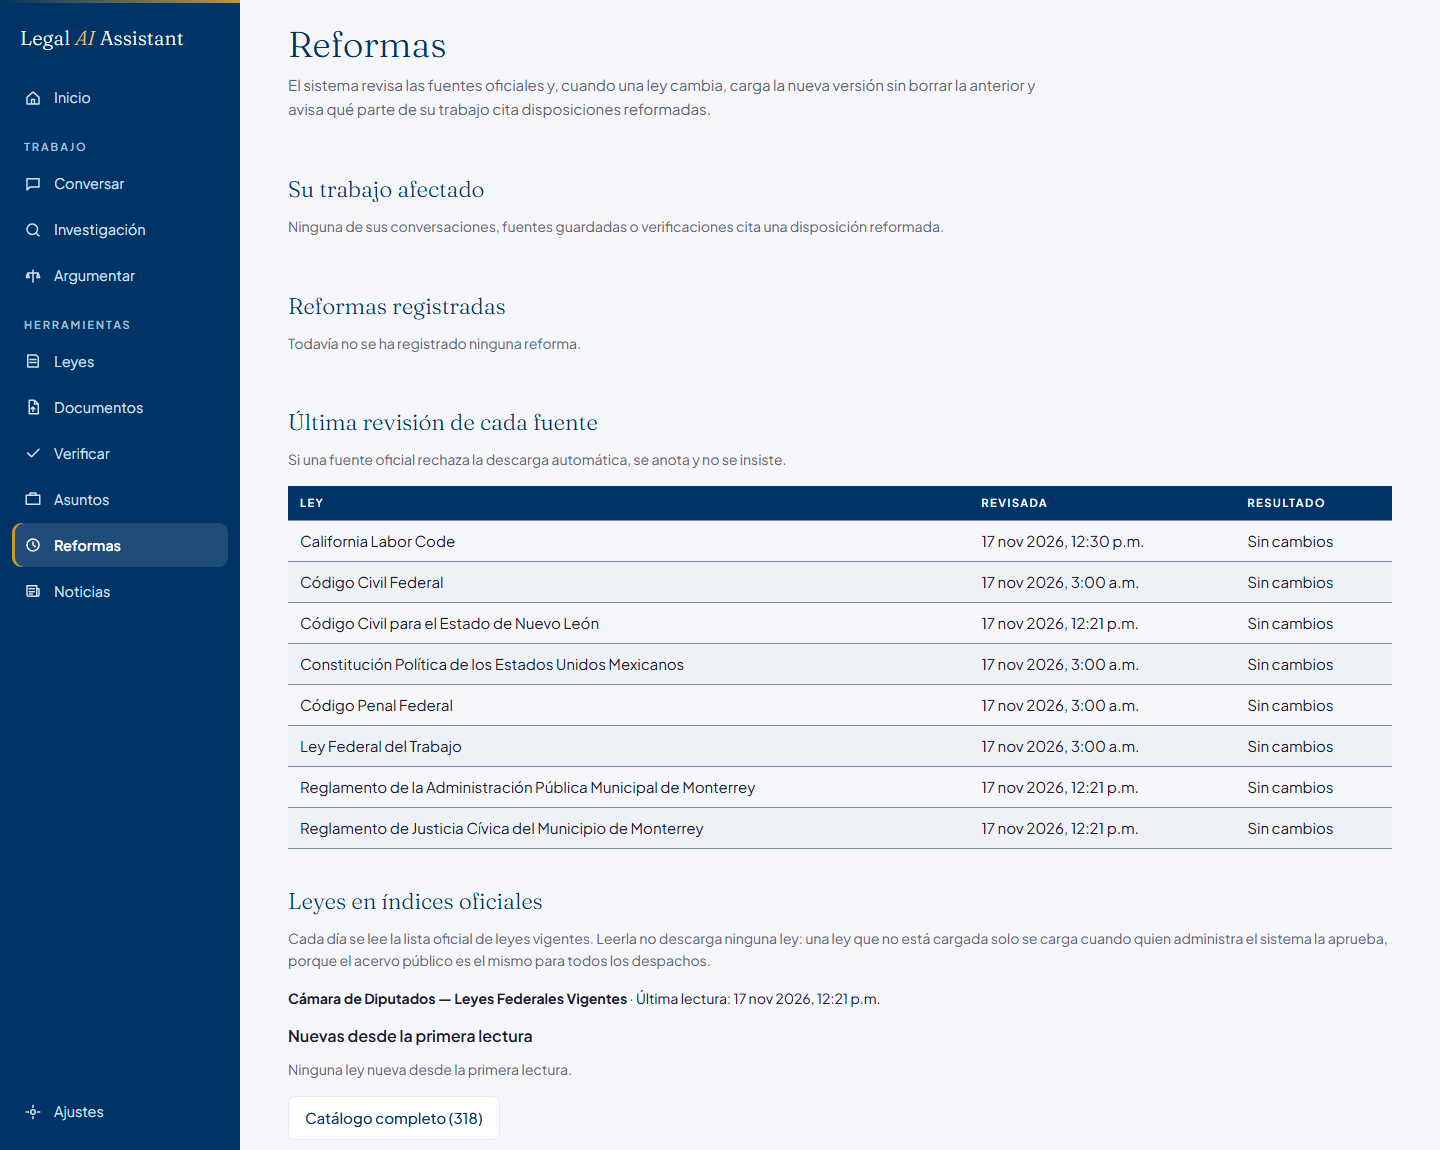 Legal AI Assistant
Inicio
TRABAJO
Conversar
Investigación
Argumentar
HERRAMIENTAS
Leyes
Documentos
Verificar
Asuntos
Reformas
Noticias
Ajustes
Reformas
El sistema revisa las fuentes oficiales y, cuando una ley cambia, carga la nueva versión sin borrar la anterior y
avisa qué parte de su trabajo cita disposiciones reformadas.
Su trabajo afectado
Ninguna de sus conversaciones, fuentes guardadas o verificaciones cita una disposición reformada.
Reformas registradas
Todavía no se ha registrado ninguna reforma.
Última revisión de cada fuente
Si una fuente oficial rechaza la descarga automática, se anota y no se insiste.
LEY REVISADA RESULTADO
California Labor Code 17 nov 2026, 12:30 p.m. Sin cambios
Código Civil Federal 17 nov 2026, 3:00 a.m. Sin cambios
Código Civil para el Estado de Nuevo León 17 nov 2026, 12:21 p.m. Sin cambios
Constitución Política de los Estados Unidos Mexicanos 17 nov 2026, 3:00 a.m. Sin cambios
Código Penal Federal 17 nov 2026, 3:00 a.m. Sin cambios
Ley Federal del Trabajo 17 nov 2026, 3:00 a.m. Sin cambios
Reglamento de la Administración Pública Municipal de Monterrey 17 nov 2026, 12:21 p.m. Sin cambios
Reglamento de Justicia Cívica del Municipio de Monterrey 17 nov 2026, 12:21 p.m. Sin cambios
Leyes en índices oficiales
Cada día se lee la lista oficial de leyes vigentes. Leerla no descarga ninguna ley: una ley que no está cargada solo se carga cuando quien administra el sistema la aprueba,
porque el acervo público es el mismo para todos los despachos.
Cámara de Diputados — Leyes Federales Vigentes · Última lectura: 17 nov 2026, 12:21 p.m.
Nuevas desde la primera lectura
Ninguna ley nueva desde la primera lectura.
Catálogo completo (318)